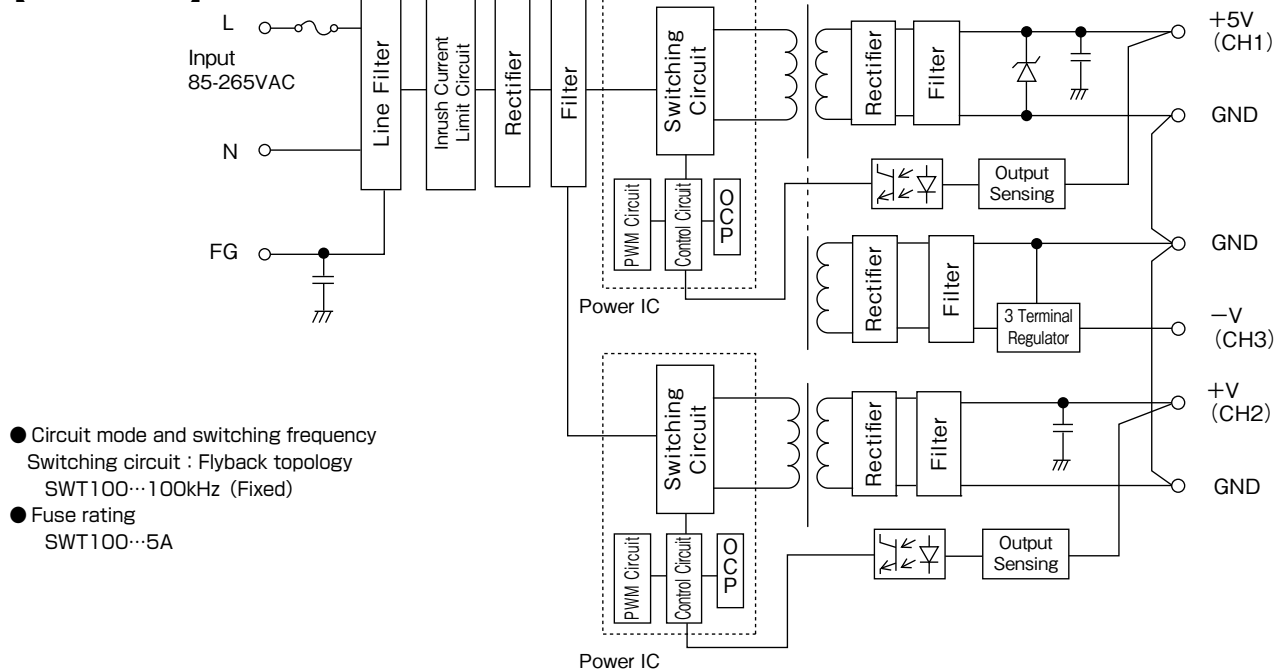 L
Input
85-265VAC
N
FG
Line Filter
Inrush Current
Limit Circuit
Rectifier
Filter
Switching
Circuit
PWM Circuit
Control Circuit
OCP
Power IC
Rectifier
Filter
Output
Sensing
+5V
(CH1)
GND
Rectifier
Filter
3 Terminal
Regulator
GND
−V
(CH3)
Switching
Circuit
PWM Circuit
Control Circuit
OCP
Power IC
Rectifier
Filter
Output
Sensing
+V
(CH2)
GND
● Circuit mode and switching frequency
Switching circuit : Flyback topology
SWT100…100kHz (Fixed)
● Fuse rating
SWT100…5A